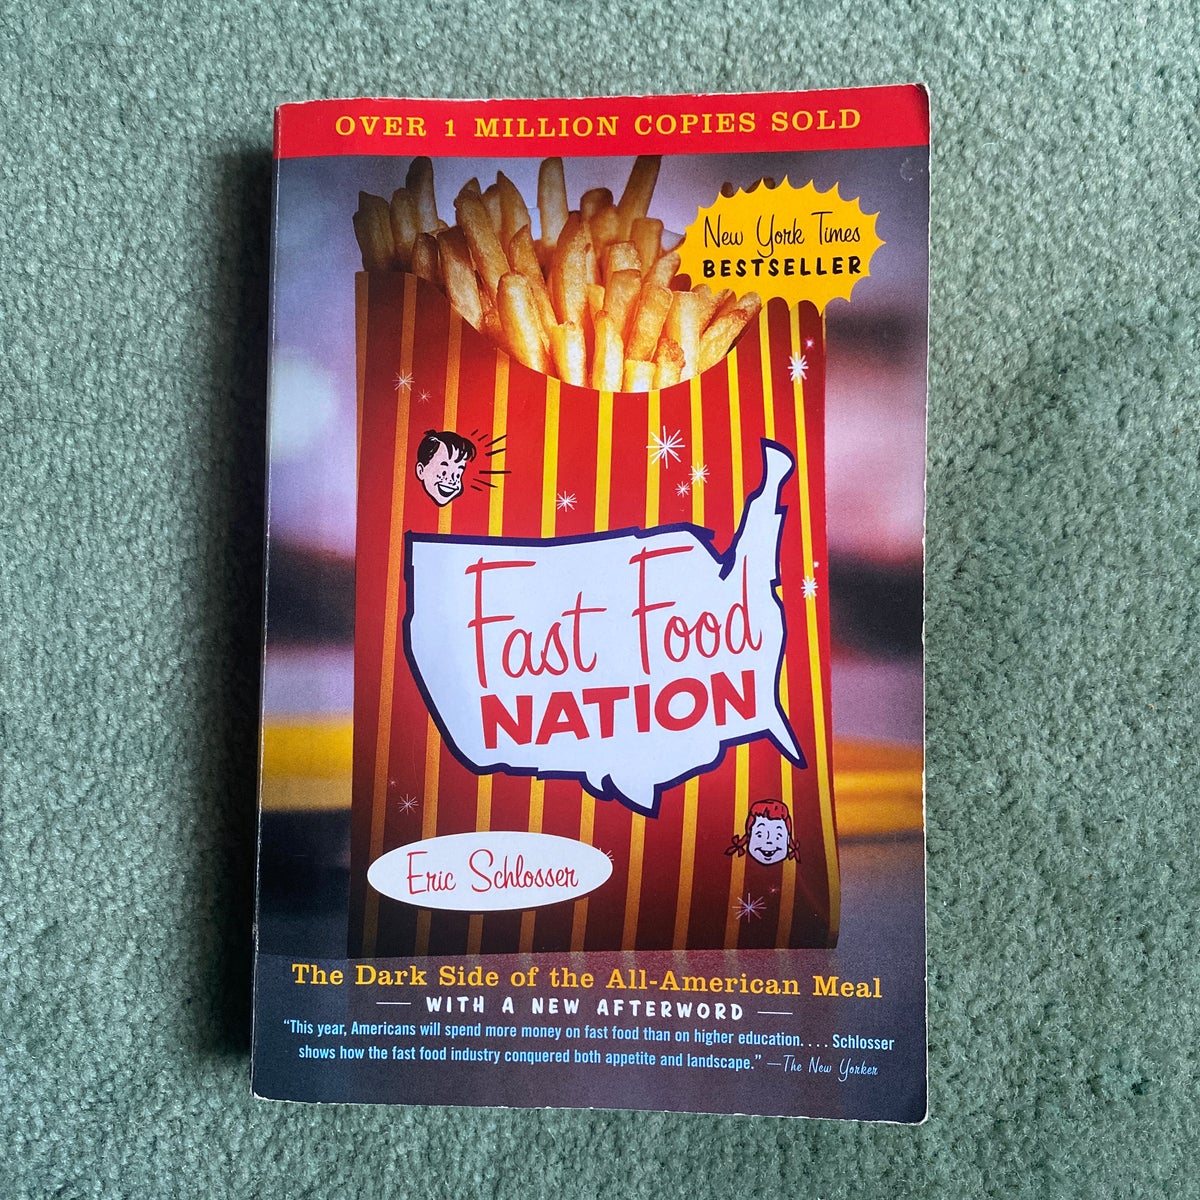 OVER 1 MILLION COPIES SOLD
New York Times
BESTSELLER
Fast Food
NATION
Eric Schlosser
The Dark Side of the All-American Meal
WITH A NEW AFTERWORD
“This year, Americans will spend more money on fast food than on higher education. . . . Schlosser
shows how the fast food industry conquered both appetite and landscape.” —The New Yorker